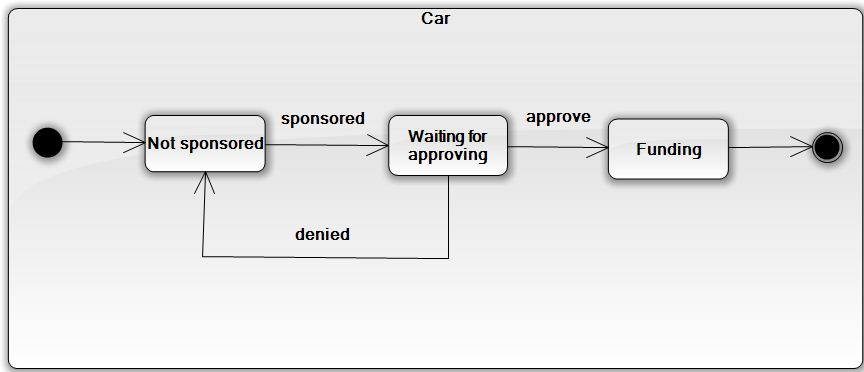 Car
sponsored
approve
Not sponsored
Waiting for
approving
Funding
denied